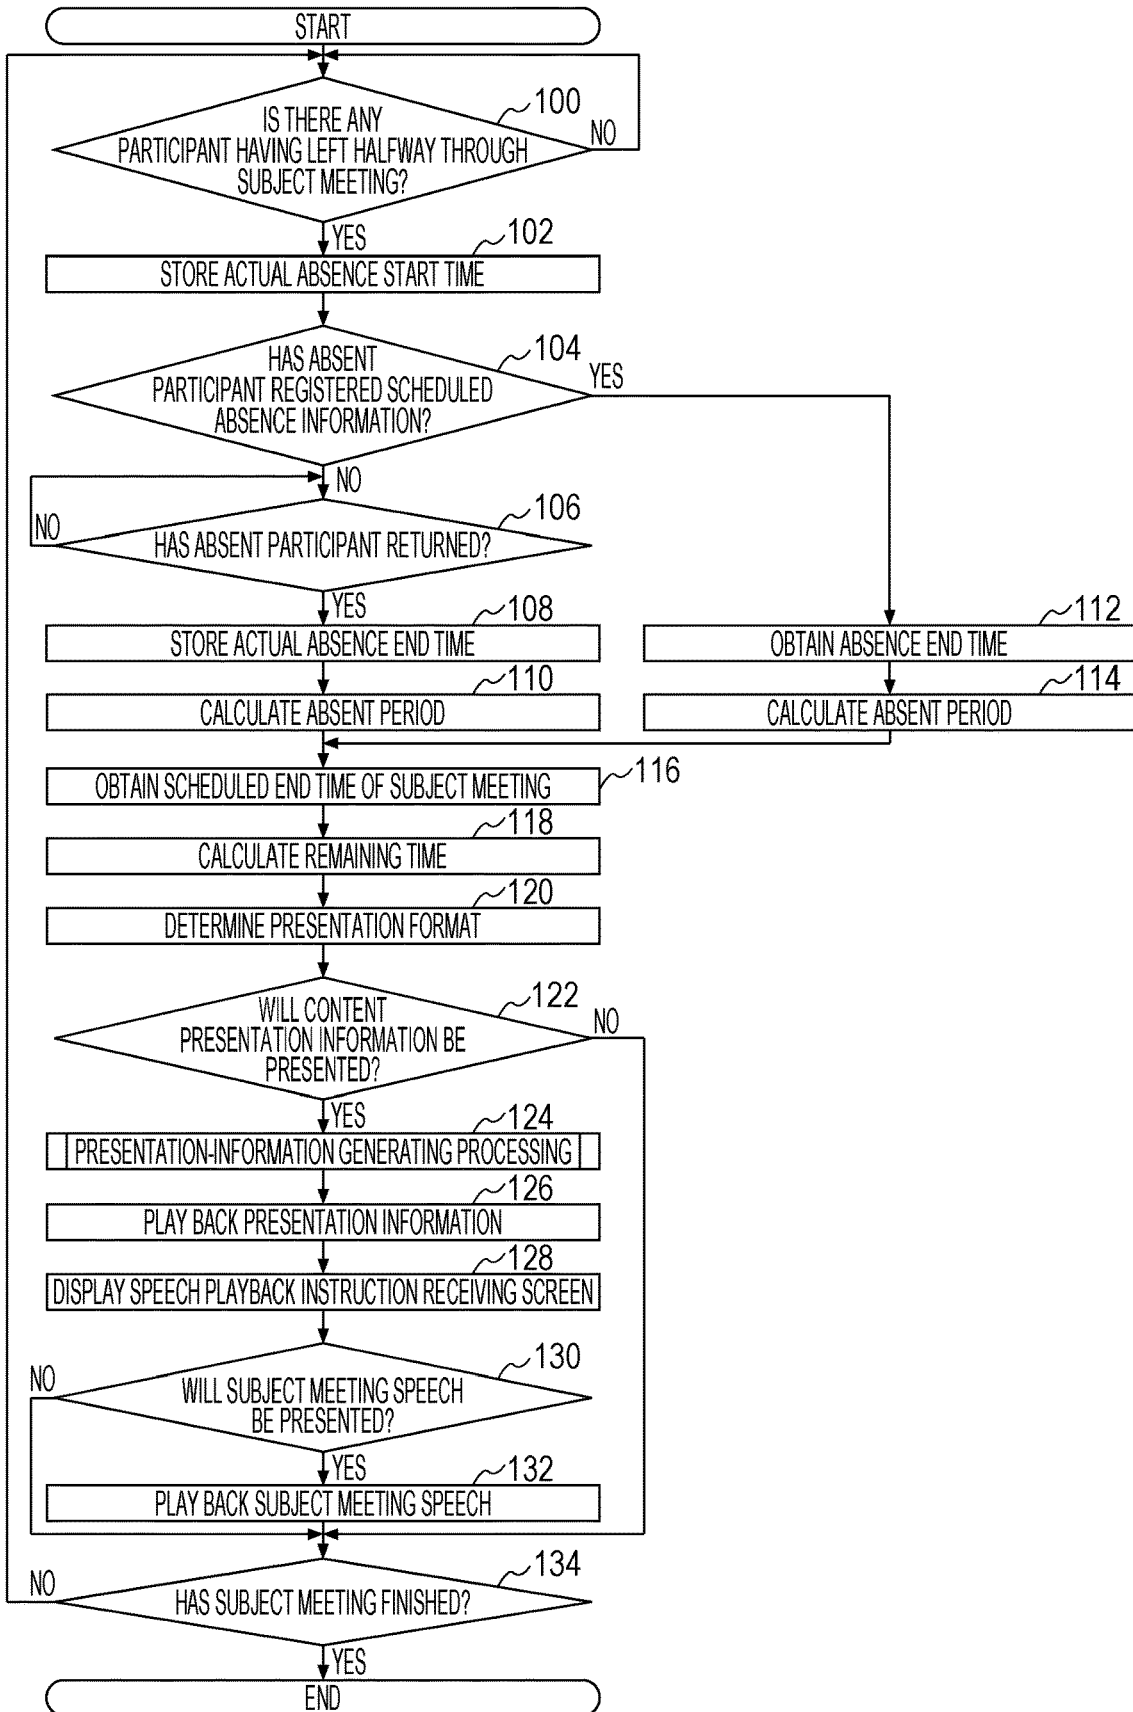 START
100
IS THERE ANY
PARTICIPANT HAVING LEFT HALFWAY THROUGH
SUBJECT MEETING?
NO
YES
102
STORE ACTUAL ABSENCE START TIME
104
HAS ABSENT
PARTICIPANT REGISTERED SCHEDULED
ABSENCE INFORMATION?
YES
NO
106
NO
HAS ABSENT PARTICIPANT RETURNED?
YES
108
STORE ACTUAL ABSENCE END TIME
112
OBTAIN ABSENCE END TIME
110
CALCULATE ABSENT PERIOD
114
CALCULATE ABSENT PERIOD
116
OBTAIN SCHEDULED END TIME OF SUBJECT MEETING
118
CALCULATE REMAINING TIME
120
DETERMINE PRESENTATION FORMAT
122
WILL CONTENT
PRESENTATION INFORMATION BE
PRESENTED?
NO
YES
124
PRESENTATION-INFORMATION GENERATING PROCESSING
126
PLAY BACK PRESENTATION INFORMATION
128
DISPLAY SPEECH PLAYBACK INSTRUCTION RECEIVING SCREEN
130
NO
WILL SUBJECT MEETING SPEECH
BE PRESENTED?
YES
132
PLAY BACK SUBJECT MEETING SPEECH
134
NO
HAS SUBJECT MEETING FINISHED?
YES
END